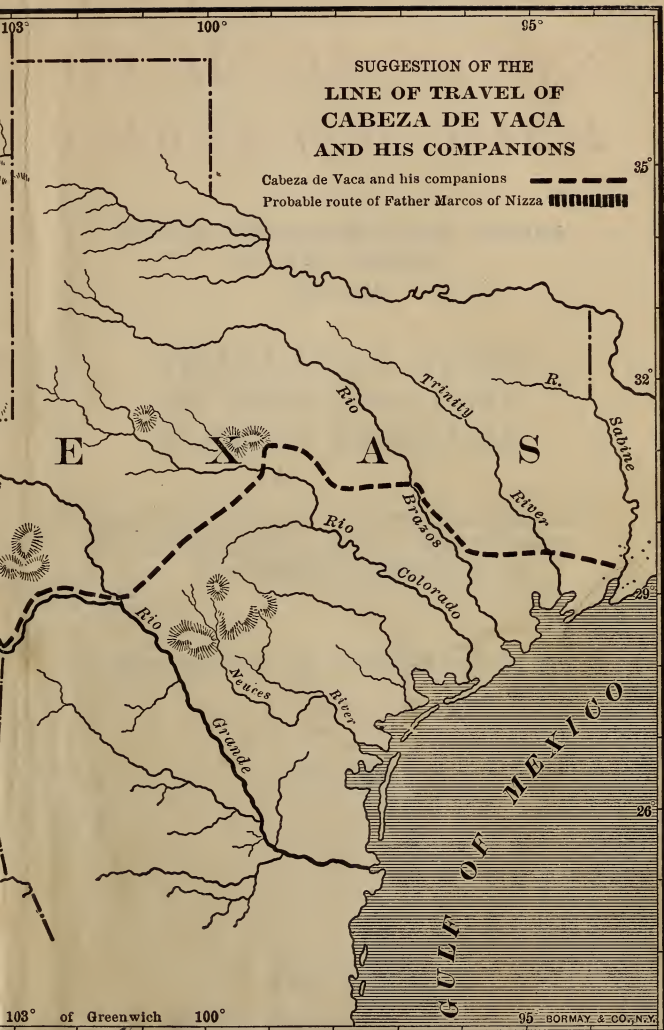 103° 100° 95°
SUGGESTION OF THE
LINE OF TRAVEL OF
CABEZA DE VACA
AND HIS COMPANIONS
35°
Cabeza de Vaca and his companions
Probable route of Father Marcos of Nizza
32°
R.
Trinity
Rio
Sabine
E X A S
River
Brazos
Rio
Colorado
29
Rio
Neures
River
Grande
GULF OF MEXICO
26
103° of Greenwich 100° 95 BORMAY & CO., N.Y.